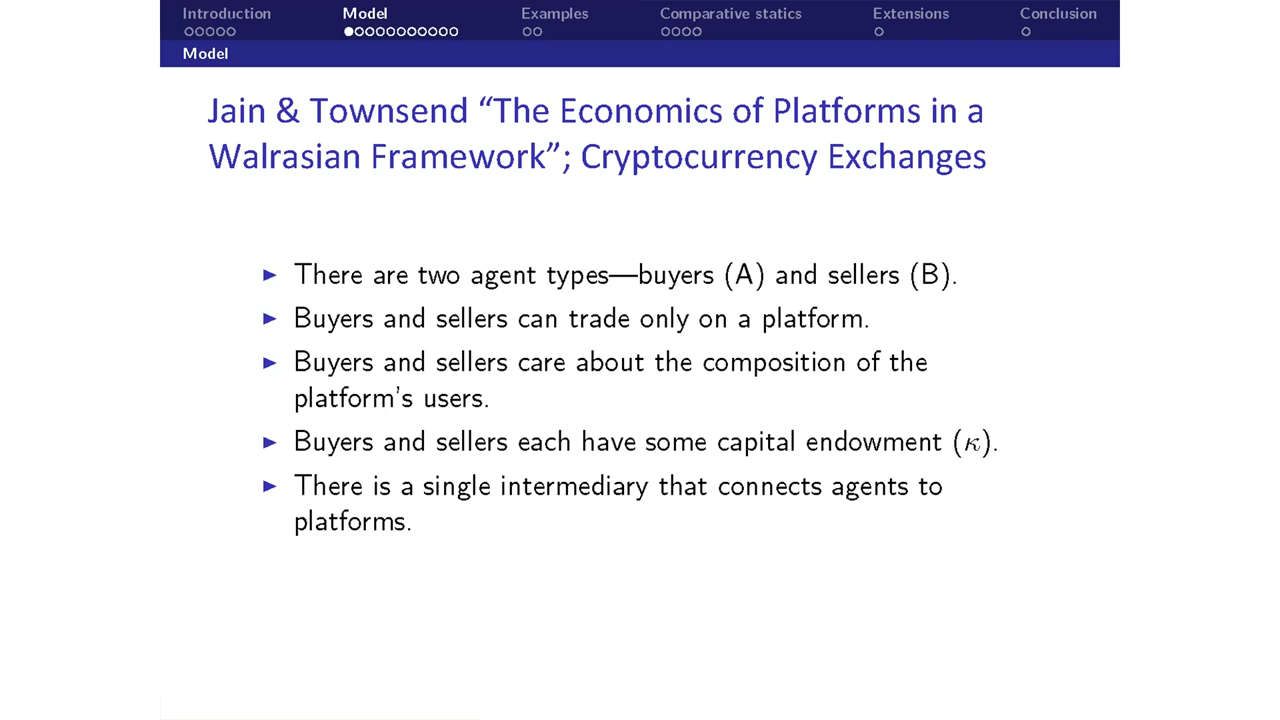 Introduction Model Examples Comparative statics Extensions Conclusion
Model
Jain & Townsend “The Economics of Platforms in a
Walrasian Framework”; Cryptocurrency Exchanges
There are two agent types—buyers (A) and sellers (B).
Buyers and sellers can trade only on a platform.
Buyers and sellers care about the composition of the
platform's users.
Buyers and sellers each have some capital endowment (κ).
There is a single intermediary that connects agents to
platforms.